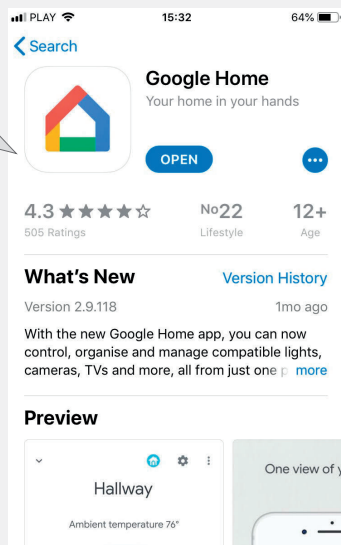 PLAY 15:32 64%
Search
Google Home
Your home in your hands
OPEN
4.3 No22 12+
505 Ratings Lifestyle Age
What's New Version History
Version 2.9.118 1mo ago
With the new Google Home app, you can now
control, organise and manage compatible lights,
cameras, TVs and more, all from just one more
Preview
One view of
Hallway
Ambient temperature 76°